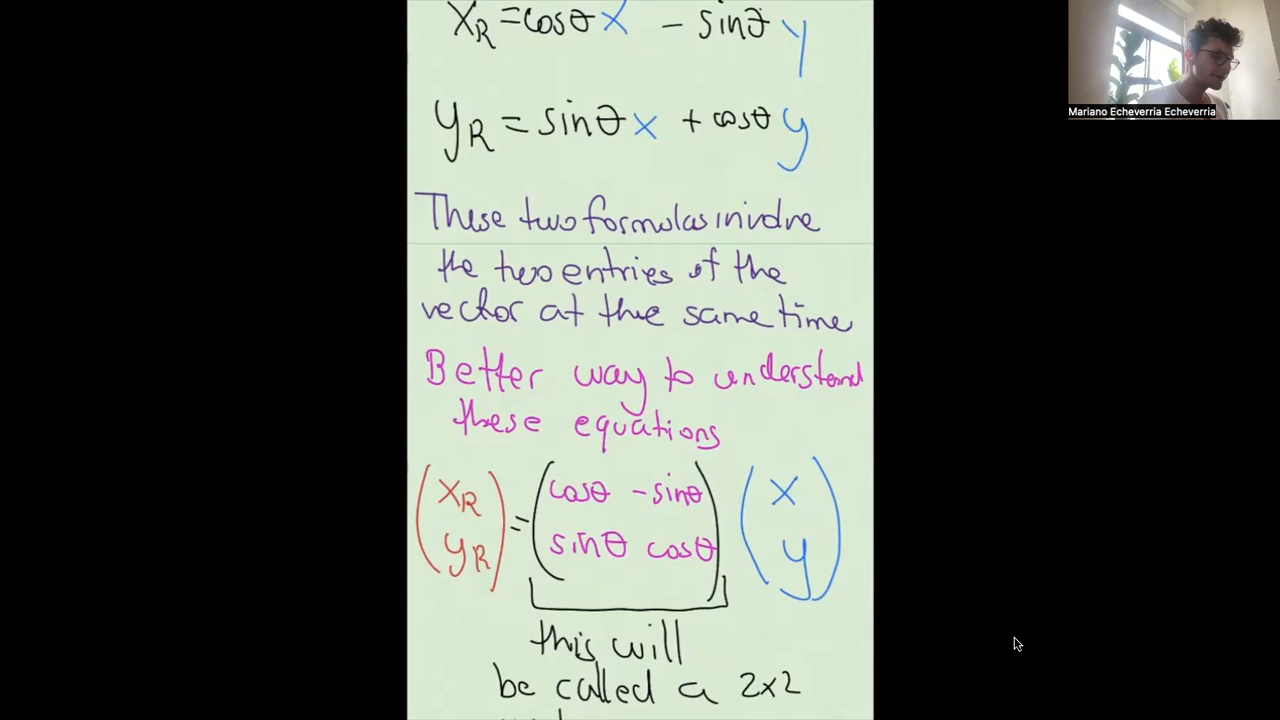 x_R = cosθ x - sinθ y
Mariano Echeverria Echeverria
y_R = sinθ x + cosθ y
These two formulas involve
the two entries of the
vector at the same time
Better way to understand
these equations
(x_R) = (cosθ -sinθ) (x)
(y_R) (sinθ cosθ) (y)
this will
be called a 2x2